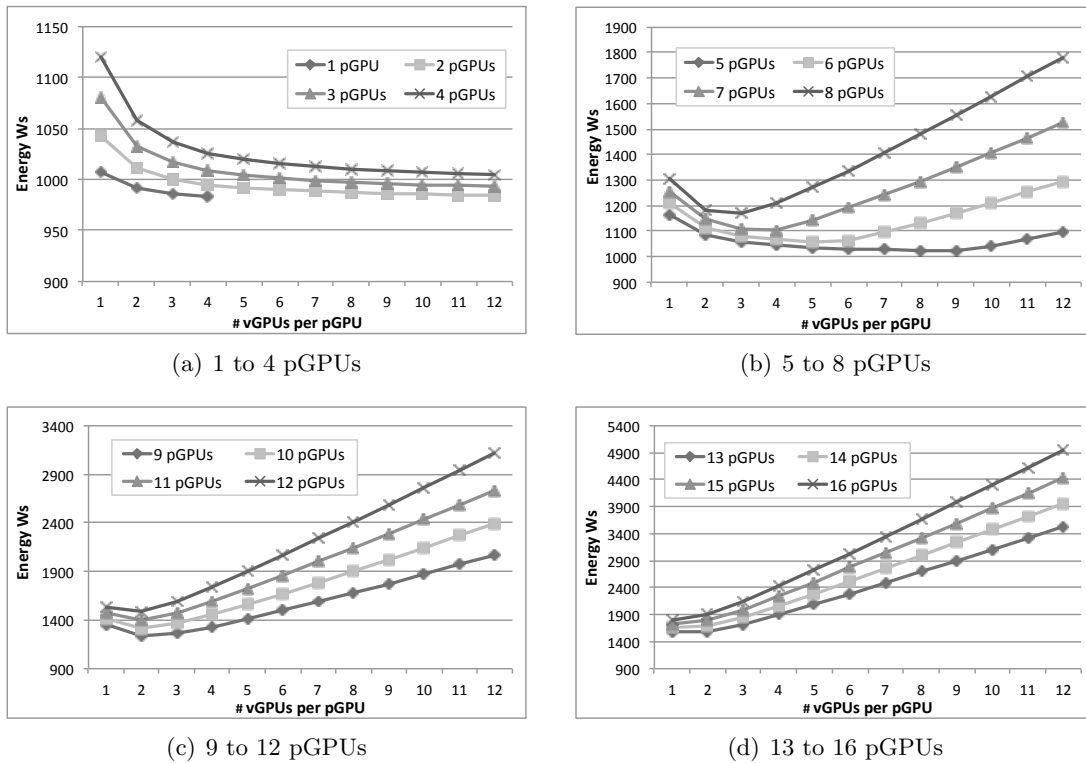 1150
1100
1050
1000
950
900
Energy Ws
1 pGPU
2 pGPUs
3 pGPUs
4 pGPUs
1 2 3 4 5 6 7 8 9 10 11 12
# vGPUs per pGPU
(a) 1 to 4 pGPUs
1900
1800
1700
1600
1500
1400
1300
1200
1100
1000
900
Energy Ws
5 pGPUs
6 pGPUs
7 pGPUs
8 pGPUs
1 2 3 4 5 6 7 8 9 10 11 12
# vGPUs per pGPU
(b) 5 to 8 pGPUs
3400
2900
2400
1900
1400
900
Energy Ws
9 pGPUs
10 pGPUs
11 pGPUs
12 pGPUs
1 2 3 4 5 6 7 8 9 10 11 12
# vGPUs per pGPU
(c) 9 to 12 pGPUs
5400
4900
4400
3900
3400
2900
2400
1900
1400
900
Energy Ws
13 pGPUs
14 pGPUs
15 pGPUs
16 pGPUs
1 2 3 4 5 6 7 8 9 10 11 12
# vGPUs per pGPU
(d) 13 to 16 pGPUs